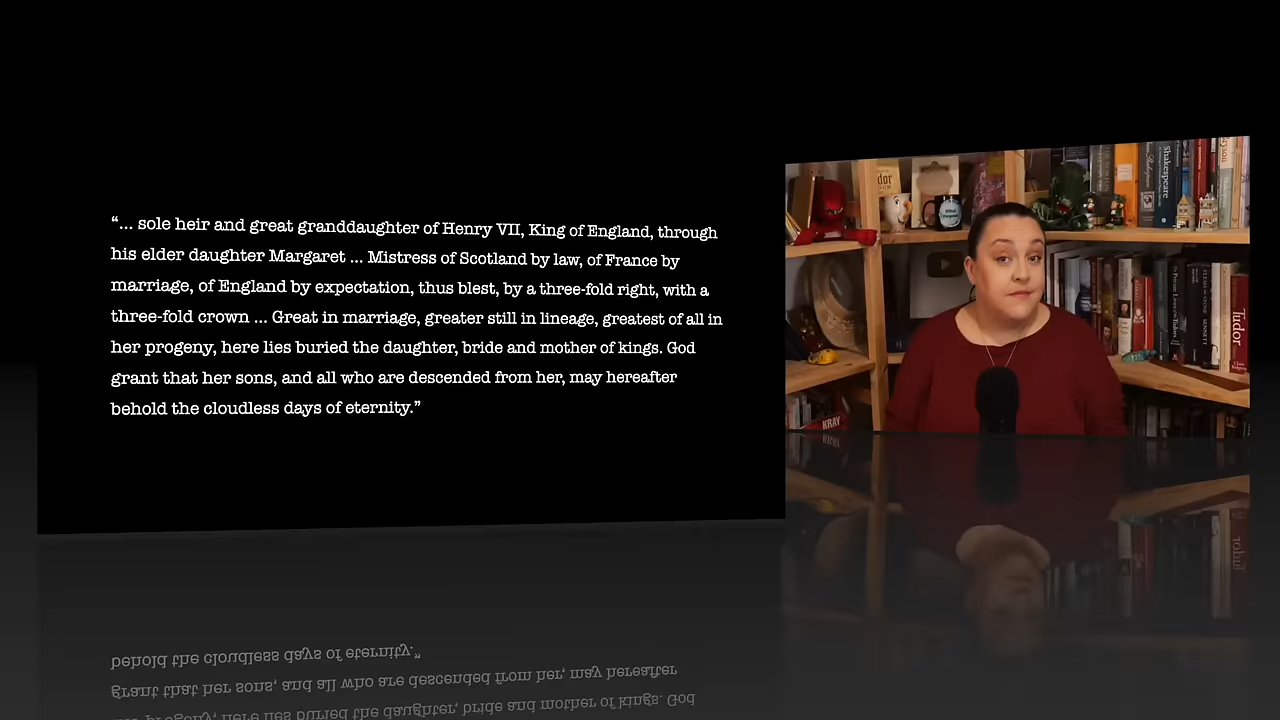 “... sole heir and great granddaughter of Henry VII, King of England, through
his elder daughter Margaret ... Mistress of Scotland by law, of France by
marriage, of England by expectation, thus blest, by a three-fold right, with a
three-fold crown ... Great in marriage, greater still in lineage, greatest of all in
her progeny, here lies buried the daughter, bride and mother of kings. God
grant that her sons, and all who are descended from her, may hereafter
behold the cloudless days of eternity.”
shakespeare
Tudor
KRAY